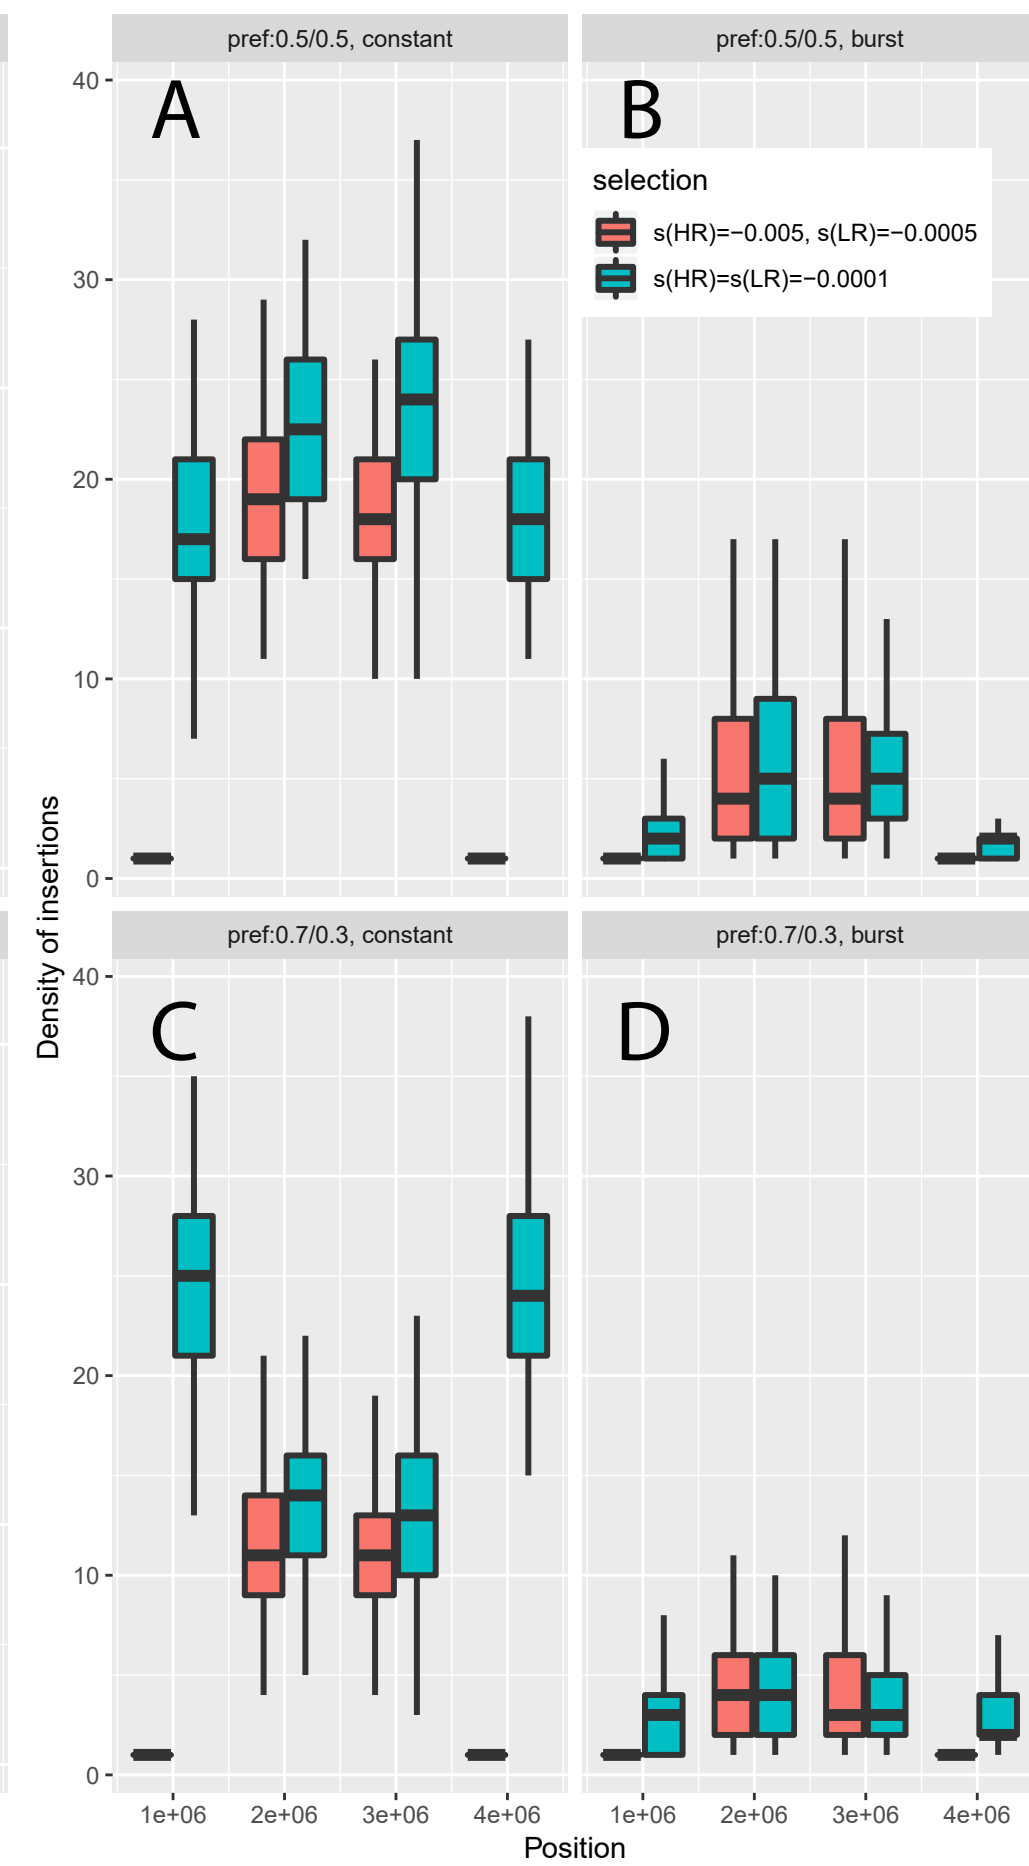 pref:0.5/0.5, constant
pref:0.5/0.5, burst
A
B
selection
s(HR)=−0.005, s(LR)=−0.0005
s(HR)=s(LR)=−0.0001
40
30
20
10
0
Density of insertions
pref:0.7/0.3, constant
pref:0.7/0.3, burst
C
D
40
30
20
10
0
1e+06 2e+06 3e+06 4e+06
1e+06 2e+06 3e+06 4e+06
Position